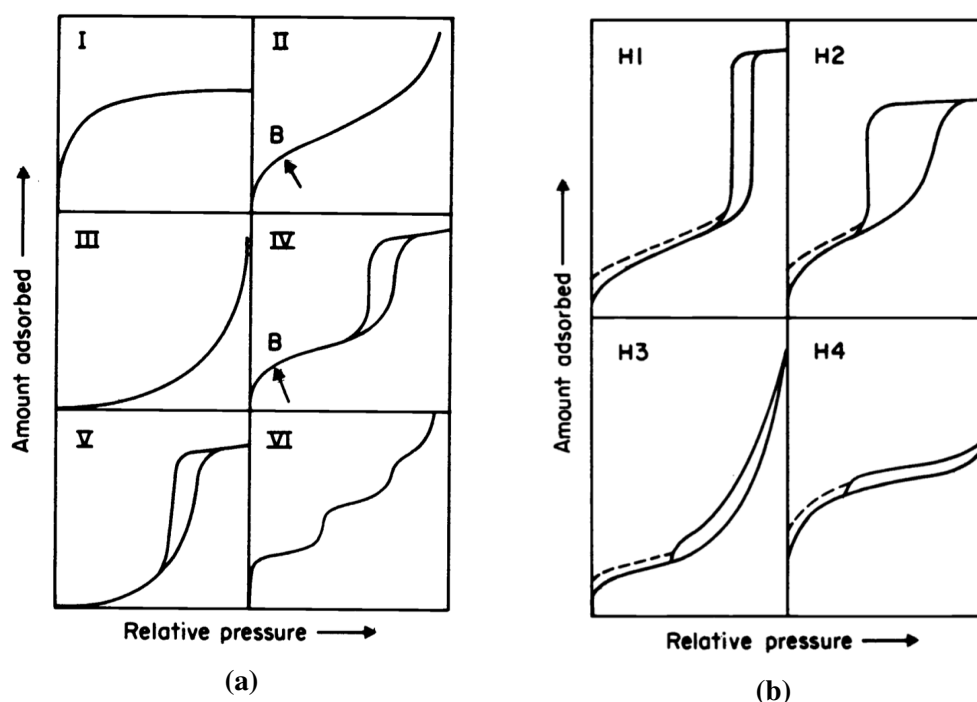 I
II
B
III
IV
B
V
VI
Amount adsorbed
Relative pressure
(a)
H1
H2
H3
H4
Amount adsorbed
Relative pressure
(b)